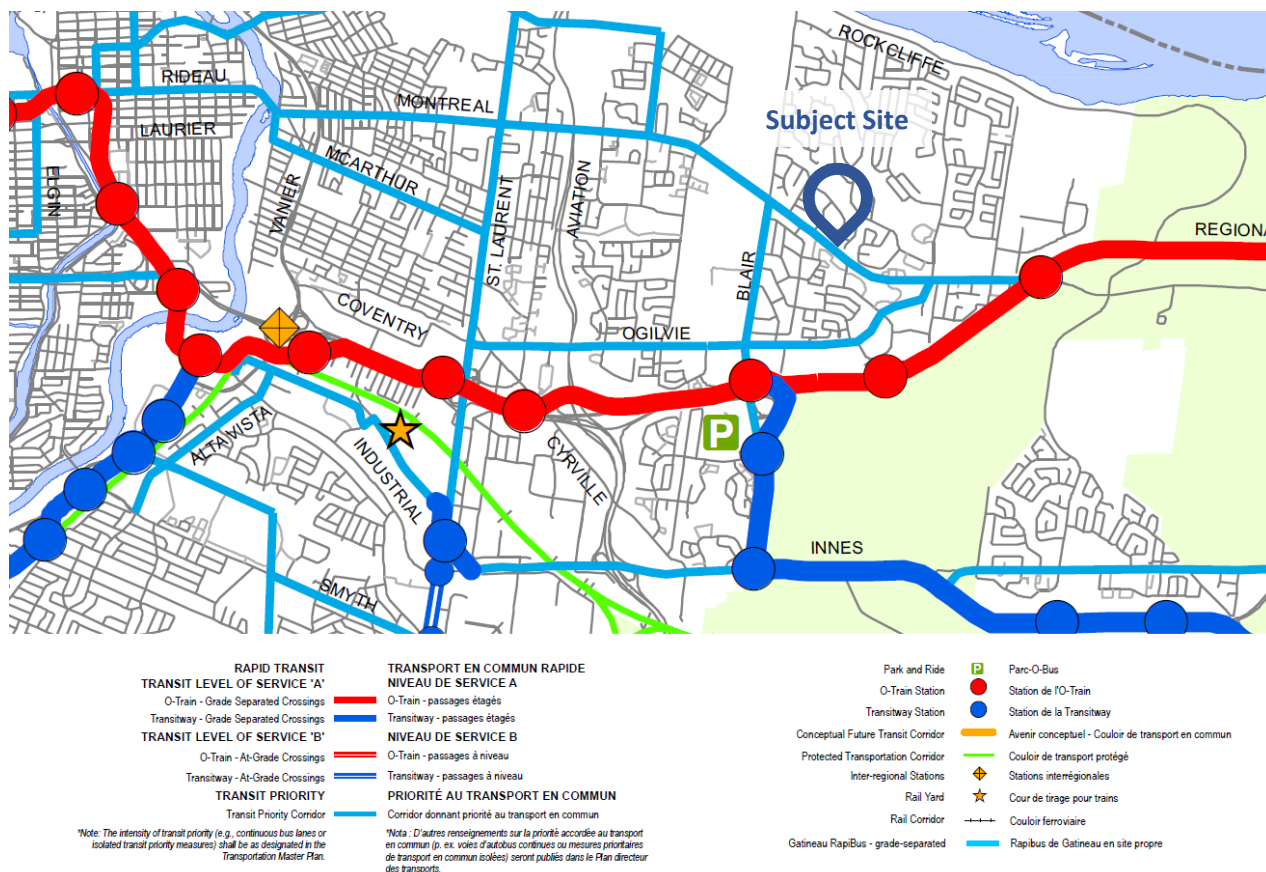 ROCKCLIFFE
RIDEAU
MONTREAL
Subject Site
LAURIER
MCARTHUR
ELGIN
VANIER
ST. LAURENT
AVIATION
REGIONA
BLAIR
COVENTRY
OGILVIE
P
ALTA VISTA
INDUSTRIAL
CYRVILLE
INNES
SMYTH
RAPID TRANSIT
TRANSIT LEVEL OF SERVICE 'A'
O-Train - Grade Separated Crossings
Transitway - Grade Separated Crossings
TRANSIT LEVEL OF SERVICE 'B'
O-Train - At-Grade Crossings
Transitway - At-Grade Crossings
TRANSIT PRIORITY
Transit Priority Corridor
*Note: The intensity of transit priority (e.g., continuous bus lanes or
isolated transit priority measures) shall be as designated in the
Transportation Master Plan.
TRANSPORT EN COMMUN RAPIDE
NIVEAU DE SERVICE A
O-Train - passages étagés
Transitway - passages étagés
NIVEAU DE SERVICE B
O-Train - passages à niveau
Transitway - passages à niveau
PRIORITÉ AU TRANSPORT EN COMMUN
Corridor donnant priorité au transport en commun
*Nota : D'autres renseignements sur la priorité accordée au transport
en commun (p. ex. voies d'autobus continues ou mesures prioritaires
de transport en commun isolées) seront publiés dans le Plan directeur
des transports.
Park and Ride P Parc-O-Bus
O-Train Station Station de l'O-Train
Transitway Station Station de la Transitway
Conceptual Future Transit Corridor Avenir conceptuel - Couloir de transport en commun
Protected Transportation Corridor Couloir de transport protégé
Inter-regional Stations Stations interrégionales
Rail Yard Cour de tirage pour trains
Rail Corridor Couloir ferroviaire
Gatineau RapiBus - grade-separated Rapibus de Gatineau en site propre